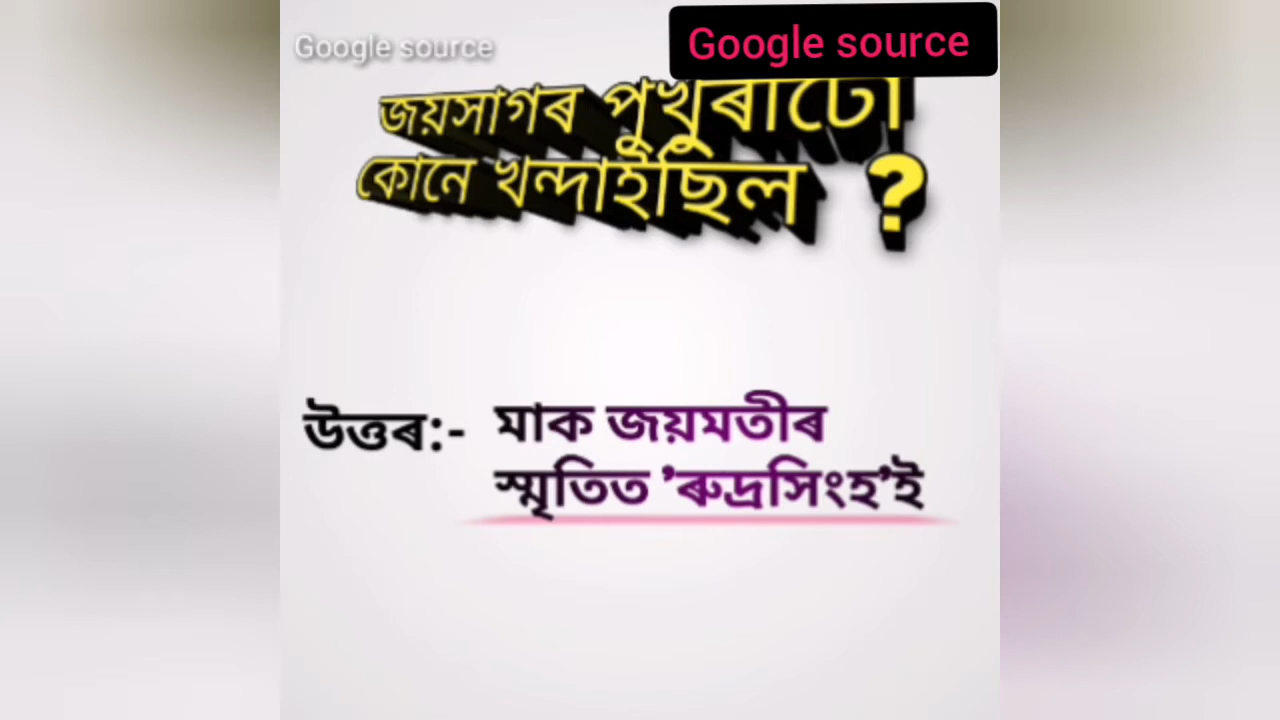 Google source
Google source
জয়সাগৰ পুখুৰীটো
কোনে খন্দাইছিল ?
উত্তৰ:- মাক জয়মতীৰ
স্মৃতিত 'ৰুদ্ৰসিংহ'ই